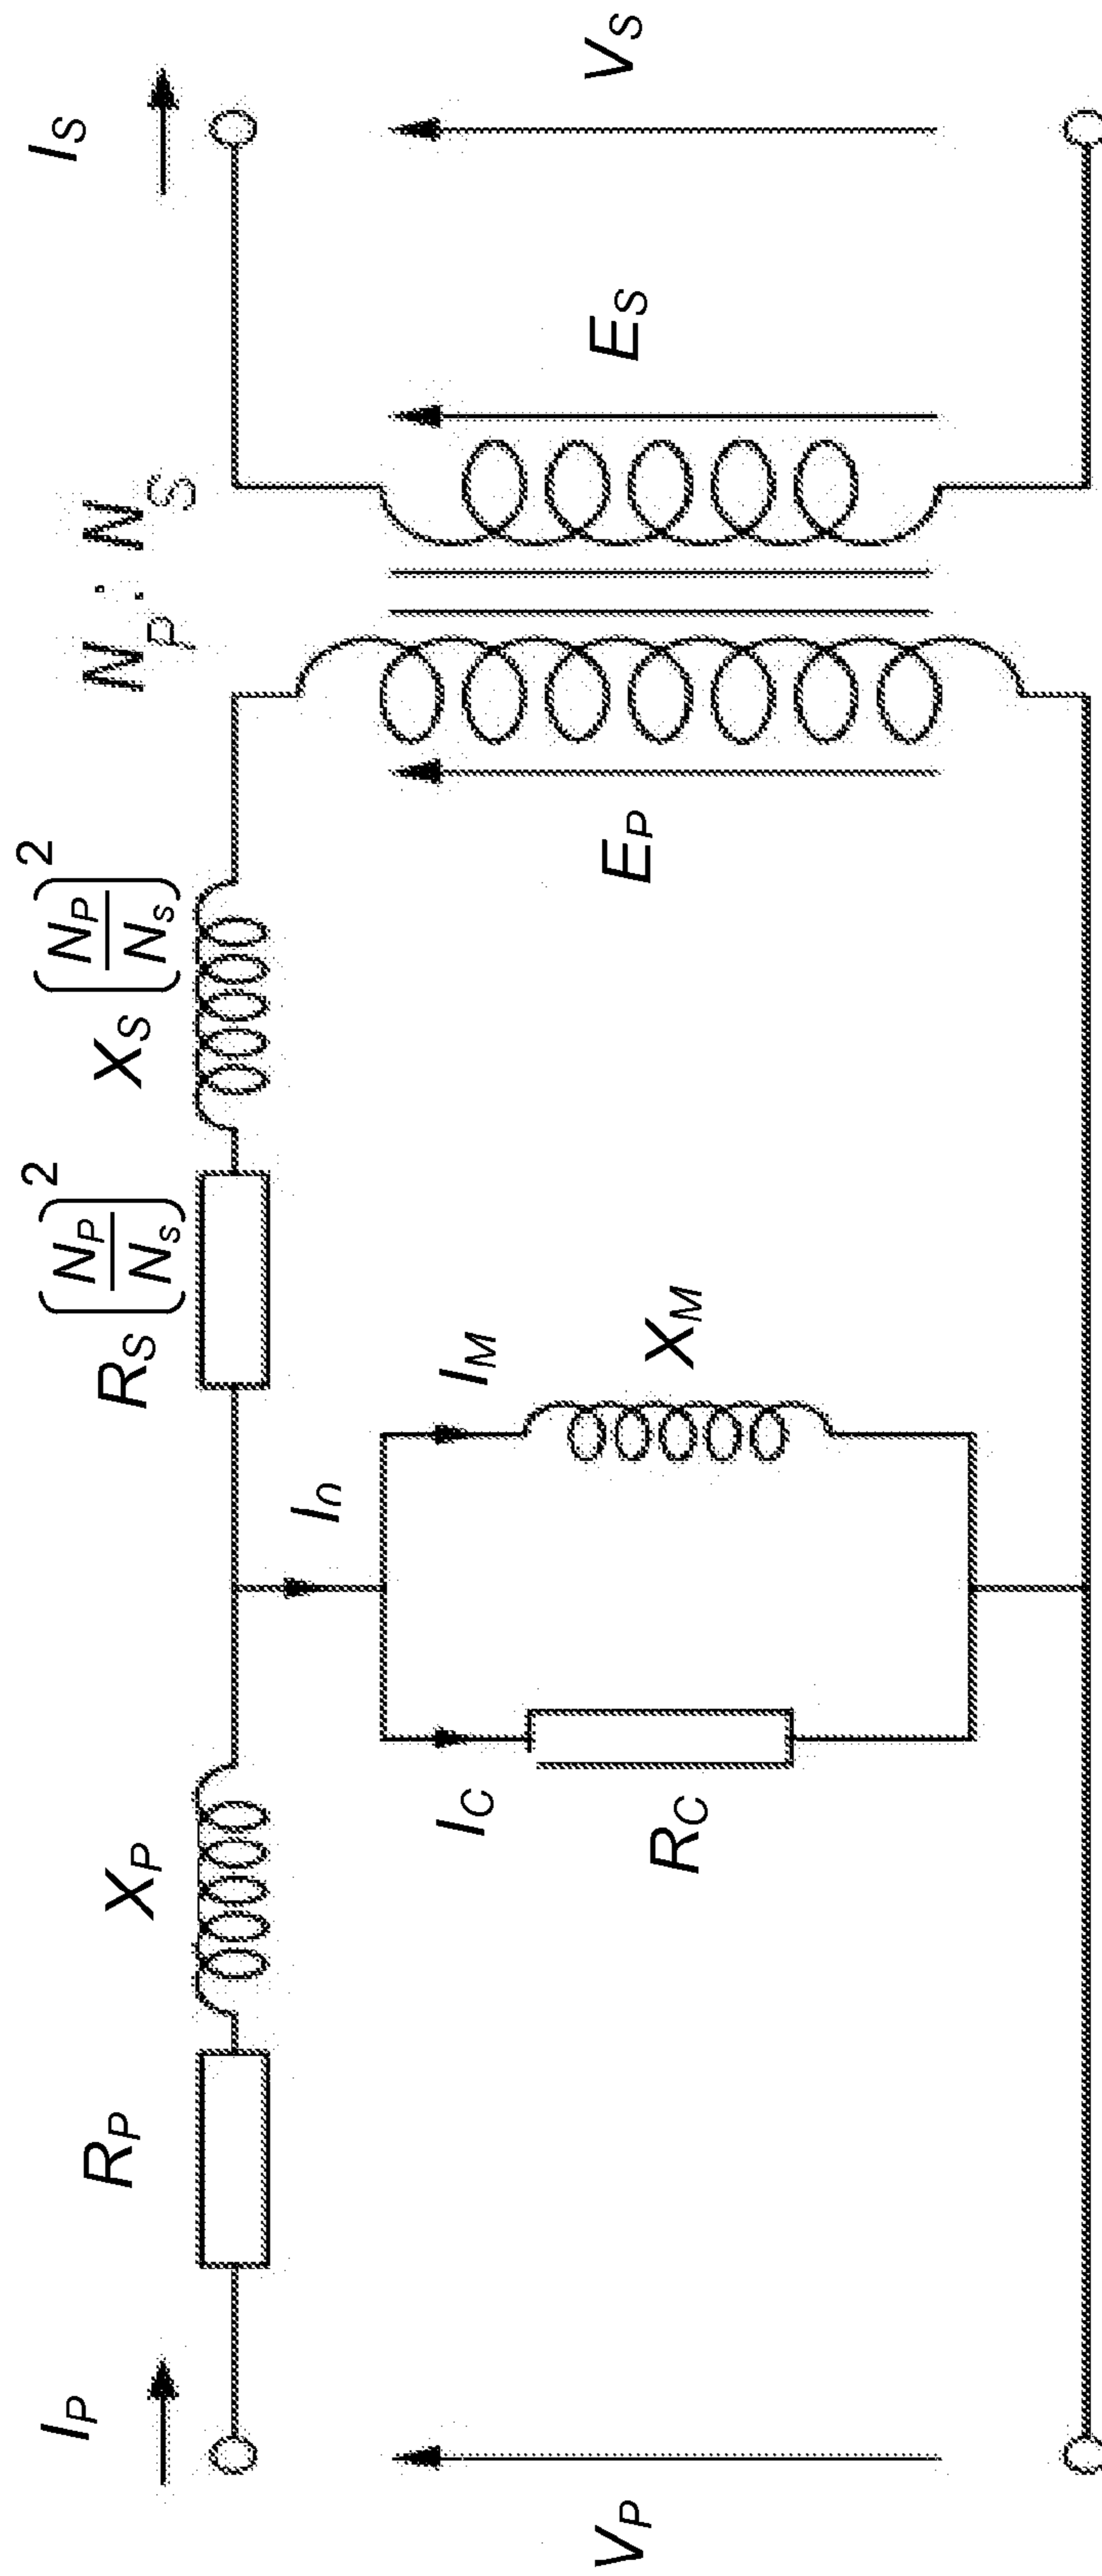 I_P
R_P
X_P
R_S(N_P/N_s)^2
X_S(N_P/N_s)^2
N_P : N_S
I_S
V_P
I_C
R_C
I_n
I_M
X_M
E_P
E_S
V_S